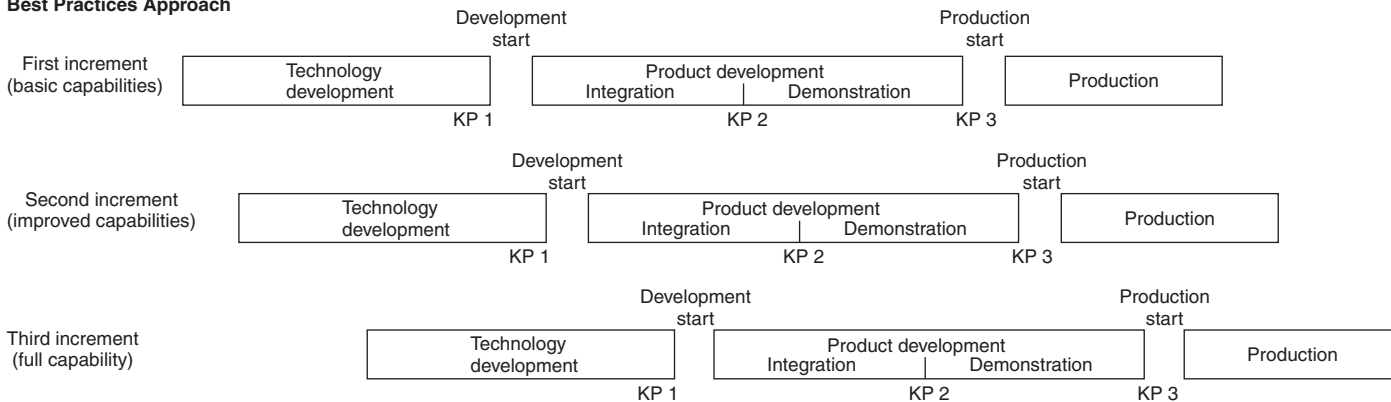 Best Practices Approach
Development
start
Production
start
First increment
(basic capabilities)
Technology
development
Product development
Integration
Demonstration
Production
KP 1
KP 2
KP 3
Development
start
Production
start
Second increment
(improved capabilities)
Technology
development
Product development
Integration
Demonstration
Production
KP 1
KP 2
KP 3
Development
start
Production
start
Third increment
(full capability)
Technology
development
Product development
Integration
Demonstration
Production
KP 1
KP 2
KP 3